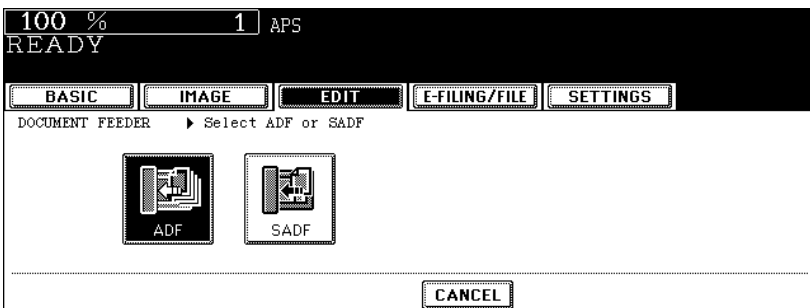 100 % 1 APS
READY
BASIC IMAGE EDIT E-FILING/FILE SETTINGS
DOCUMENT FEEDER ▶ Select ADF or SADF
ADF SADF
CANCEL